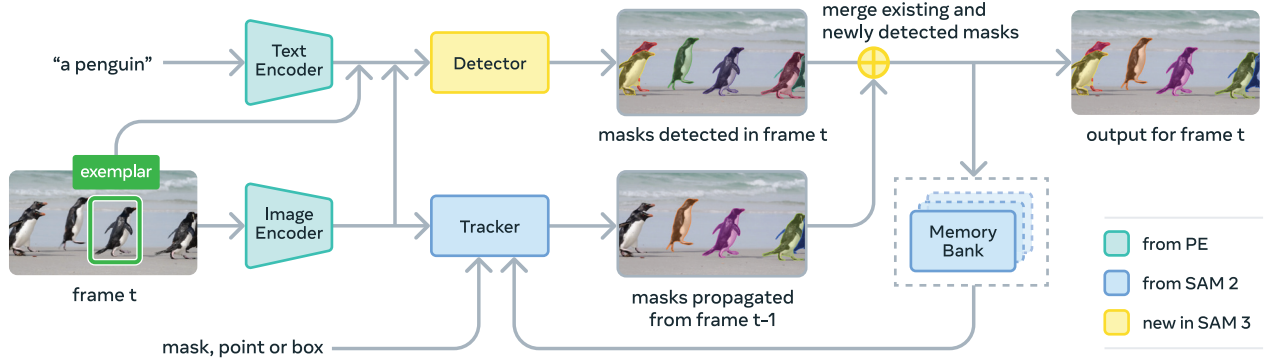 merge existing and
newly detected masks
“a penguin”
Text
Encoder
Detector
masks detected in frame t
output for frame t
exemplar
Image
Encoder
Tracker
Memory
Bank
frame t
masks propagated
from frame t-1
mask, point or box
from PE
from SAM 2
new in SAM 3